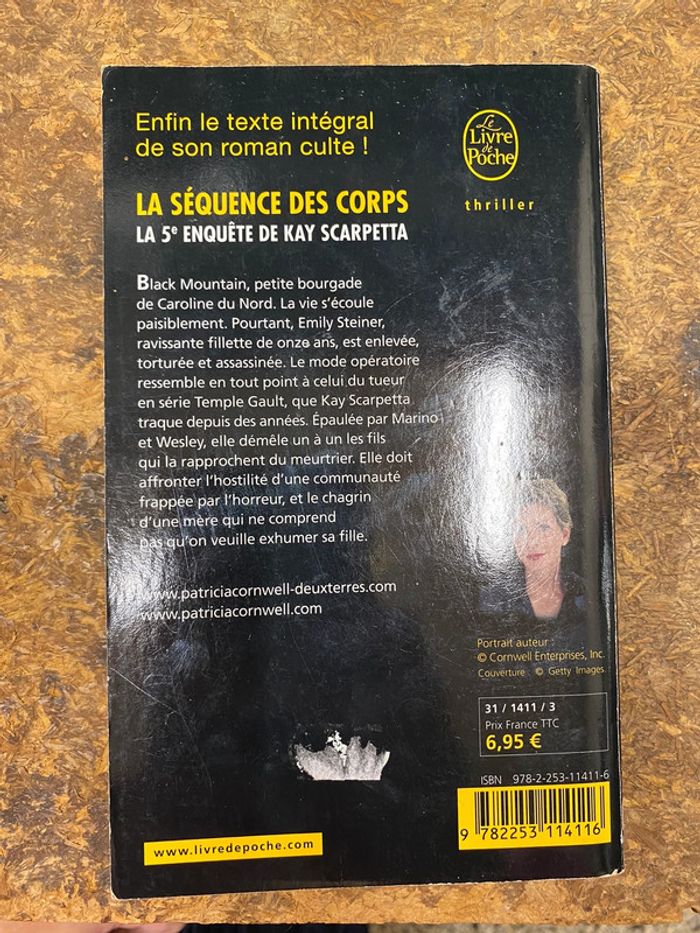 Enfin le texte intégral
de son roman culte !
Le
Livre
de
Poche
thriller
LA SÉQUENCE DES CORPS
LA 5e ENQUÊTE DE KAY SCARPETTA
Black Mountain, petite bourgade
de Caroline du Nord. La vie s'écoule
paisiblement. Pourtant, Emily Steiner,
ravissante fillette de onze ans, est enlevée,
torturée et assassinée. Le mode opératoire
ressemble en tout point à celui du tueur
en série Temple Gault, que Kay Scarpetta
traque depuis des années. Épaulée par Marino
et Wesley, elle démêle un à un les fils
qui la rapprochent du meurtrier. Elle doit
affronter l'hostilité d'une communauté
frappée par l'horreur, et le chagrin
d'une mère qui ne comprend
pas qu'on veuille exhumer sa fille.
www.patriciacornwell-deuxterres.com
www.patriciacornwell.com
Portrait auteur :
© Cornwell Enterprises, Inc.
Couverture : © Getty Images.
31 / 1411 / 3
Prix France TTC
6,95 €
ISBN 978-2-253-11411-6
9 782253 114116
www.livredepoche.com